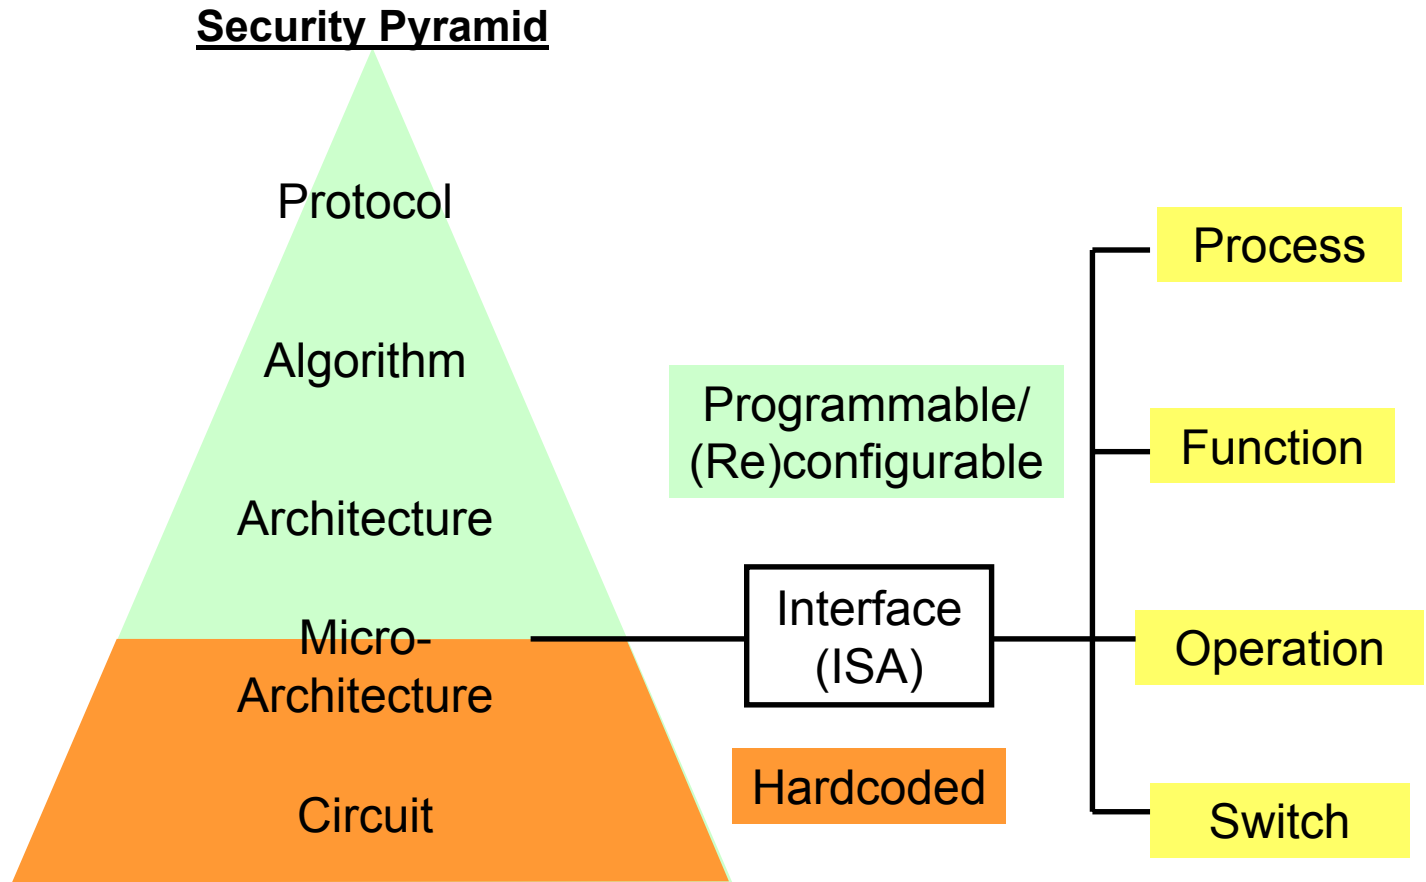 Security Pyramid
Protocol
Algorithm
Architecture
Micro-
Architecture
Circuit
Programmable/
(Re)configurable
Interface
(ISA)
Hardcoded
Process
Function
Operation
Switch